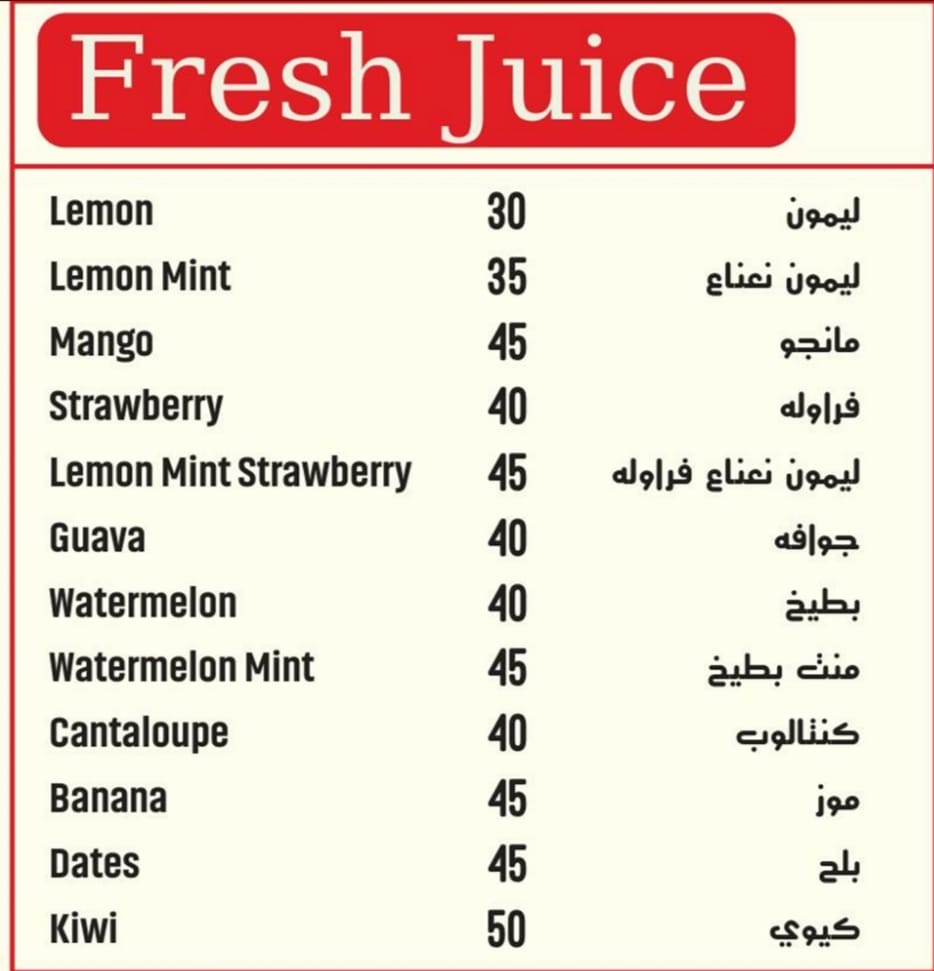 Fresh Juice
Lemon 30 ليمون
Lemon Mint 35 ليمون نعناع
Mango 45 مانجو
Strawberry 40 فراوله
Lemon Mint Strawberry 45 ليمون نعناع فراوله
Guava 40 جوافه
Watermelon 40 بطيخ
Watermelon Mint 45 منت بطيخ
Cantaloupe 40 كنتالوب
Banana 45 موز
Dates 45 بلح
Kiwi 50 كيوي